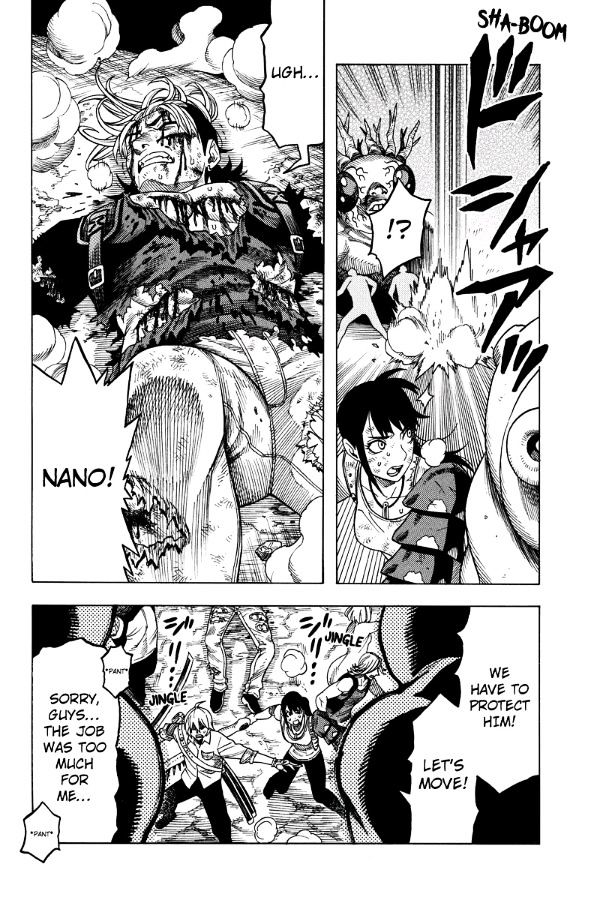 SHA-BOOM
ドシャッ
!?
UGH...
NANO!
WE
HAVE TO
PROTECT
HIM!
LET'S
MOVE!
JINGLE
JINGLE
*PANT*
SORRY,
GUYS...
THE JOB
WAS TOO
MUCH
FOR
ME...
*PANT*